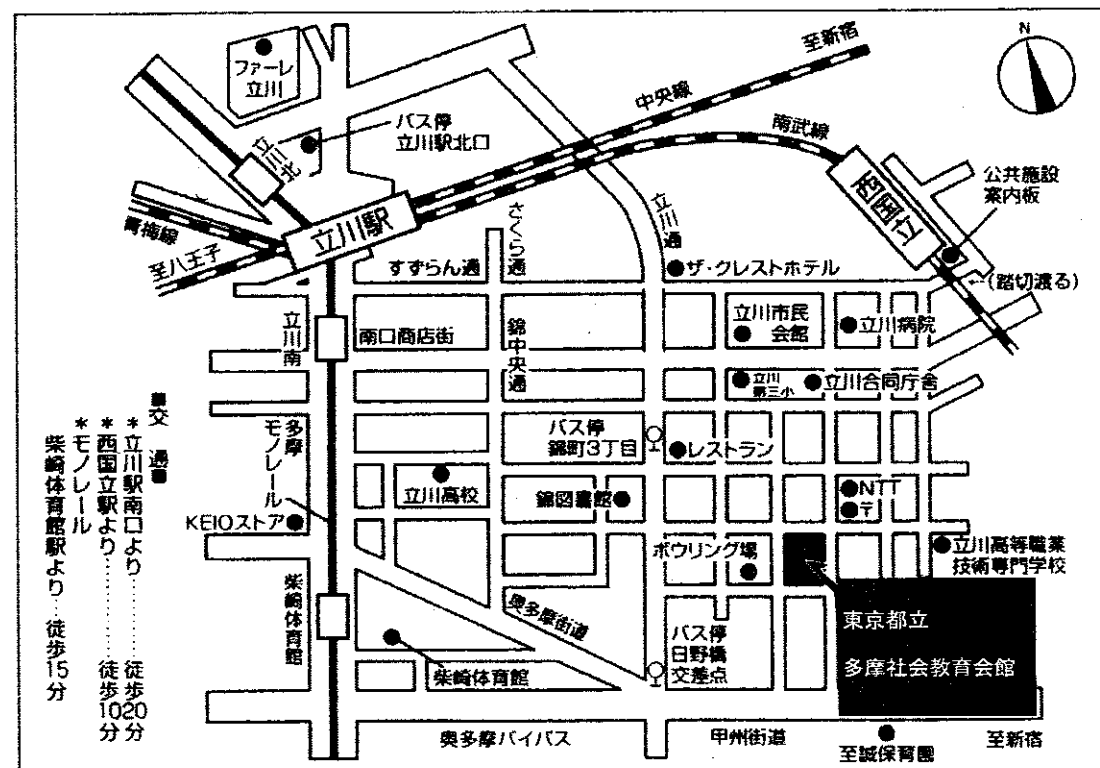 至新宿
N
ファーレ
立川
中央線
バス停
立川駅北口
南武線
立川北
公共施設
案内板
西国立
青梅線
立川駅
さくら通
立川通
至八王子
すずらん通
ザ・クレストホテル
←(踏切渡る)
立川南
南口商店街
錦中央通
立川市民
会館
立川病院
立川
第三小
立川合同庁舎
多摩
モノレール
バス停
錦町3丁目
レストラン
立川高校
錦図書館
NTT
〒
KEIOストア
ボウリング場
立川高等職業
技術専門学校
柴崎体育館
奥多摩街道
東京都立
多摩社会教育会館
バス停
日野橋
交差点
柴崎体育館
奥多摩バイパス
甲州街道
至誠保育園
至新宿
■交 通■
*立川駅南口より………徒歩20分
*西国立駅より…………徒歩10分
*モノレール
柴崎体育館駅より…徒歩15分